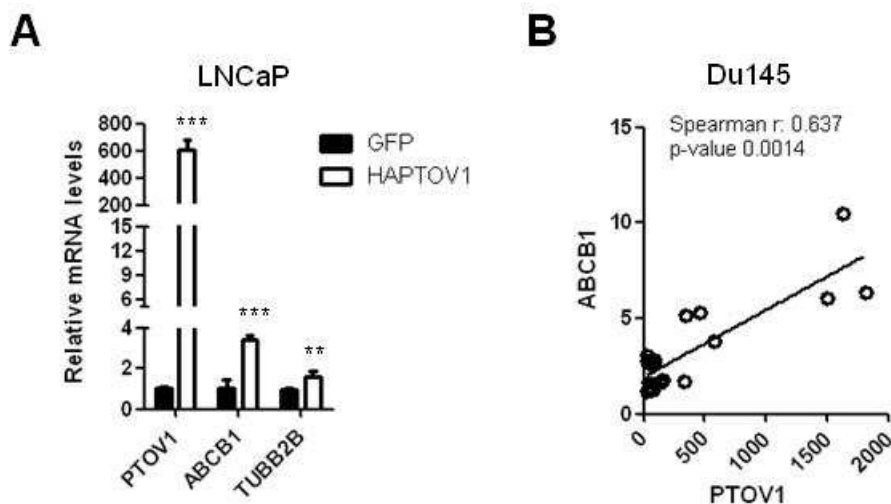 A
LNCaP
Relative mRNA levels
800
600
400
200
15
12
9
6
4
2
0
***
***
**
PTOV1
ABCB1
TUBB2B
GFP
HAPTOV1
B
Du145
Spearman r: 0.637
p-value 0.0014
ABCB1
15
10
5
0
0
500
1000
1500
2000
PTOV1